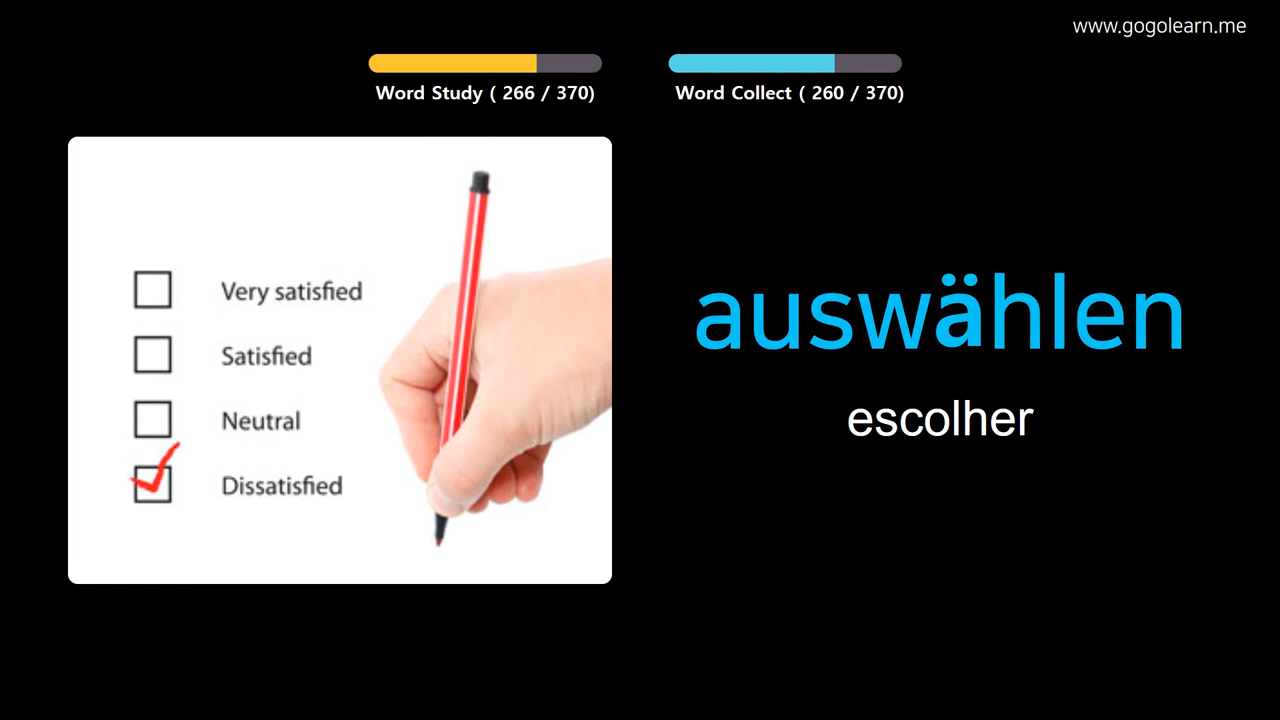 www.gogolearn.me
Word Study ( 266 / 370)
Word Collect ( 260 / 370)
Very satisfied
Satisfied
Neutral
Dissatisfied
auswählen
escolher